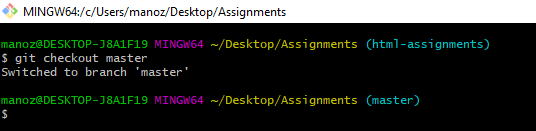 MINGW64:/c/Users/manoz/Desktop/Assignments
manoz@DESKTOP-J8A1F19 MINGW64 ~/Desktop/Assignments (html-assignments)
$ git checkout master
Switched to branch 'master'
manoz@DESKTOP-J8A1F19 MINGW64 ~/Desktop/Assignments (master)
$